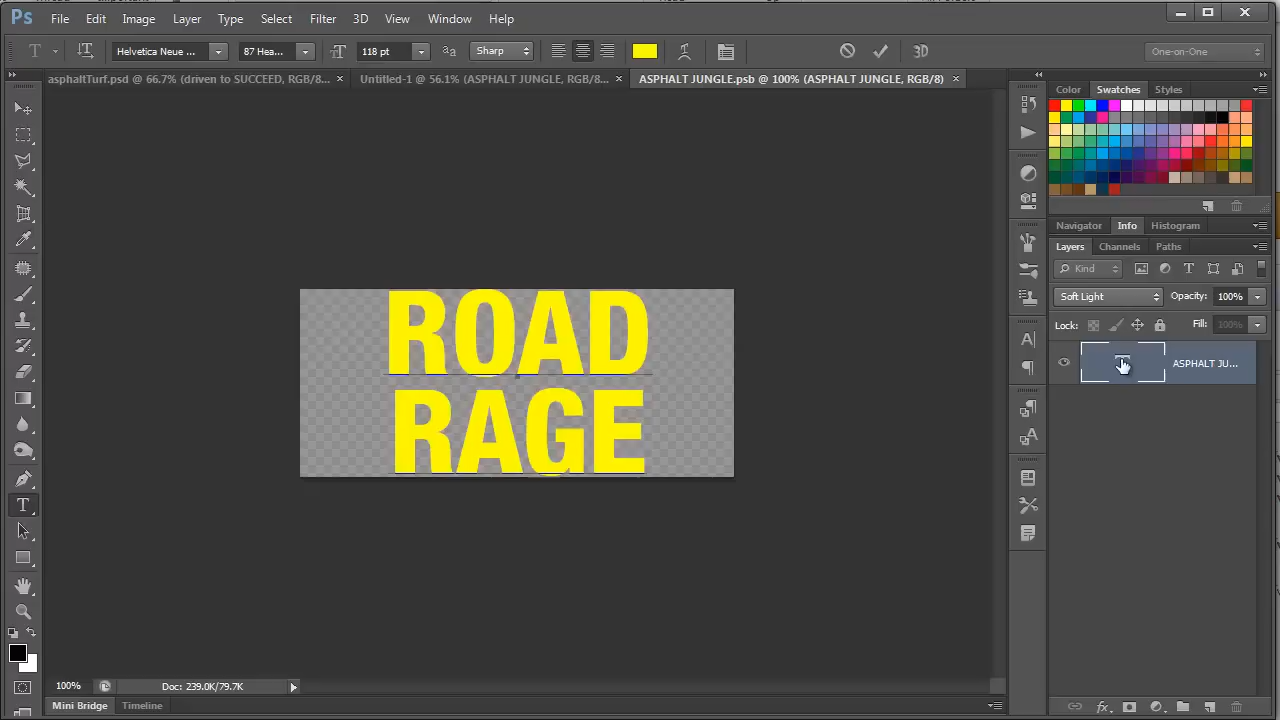 Ps File Edit Image Layer Type Select Filter 3D View Window Help
T Helvetica Neue ... 87 Hea... 118 pt Sharp 3D One-on-One
asphaltTurf.psd @ 66.7% (driven to SUCCEED, RGB/8... × Untitled-1 @ 56.1% (ASPHALT JUNGLE, RGB/8... × ASPHALT JUNGLE.psb @ 100% (ASPHALT JUNGLE, RGB/8) ×
Color Swatches Styles
Navigator Info Histogram
Layers Channels Paths
Kind
Soft Light Opacity: 100%
Lock: Fill: 100%
ASPHALT JU...
ROAD
RAGE
100% Doc: 239.0K/79.7K
Mini Bridge Timeline